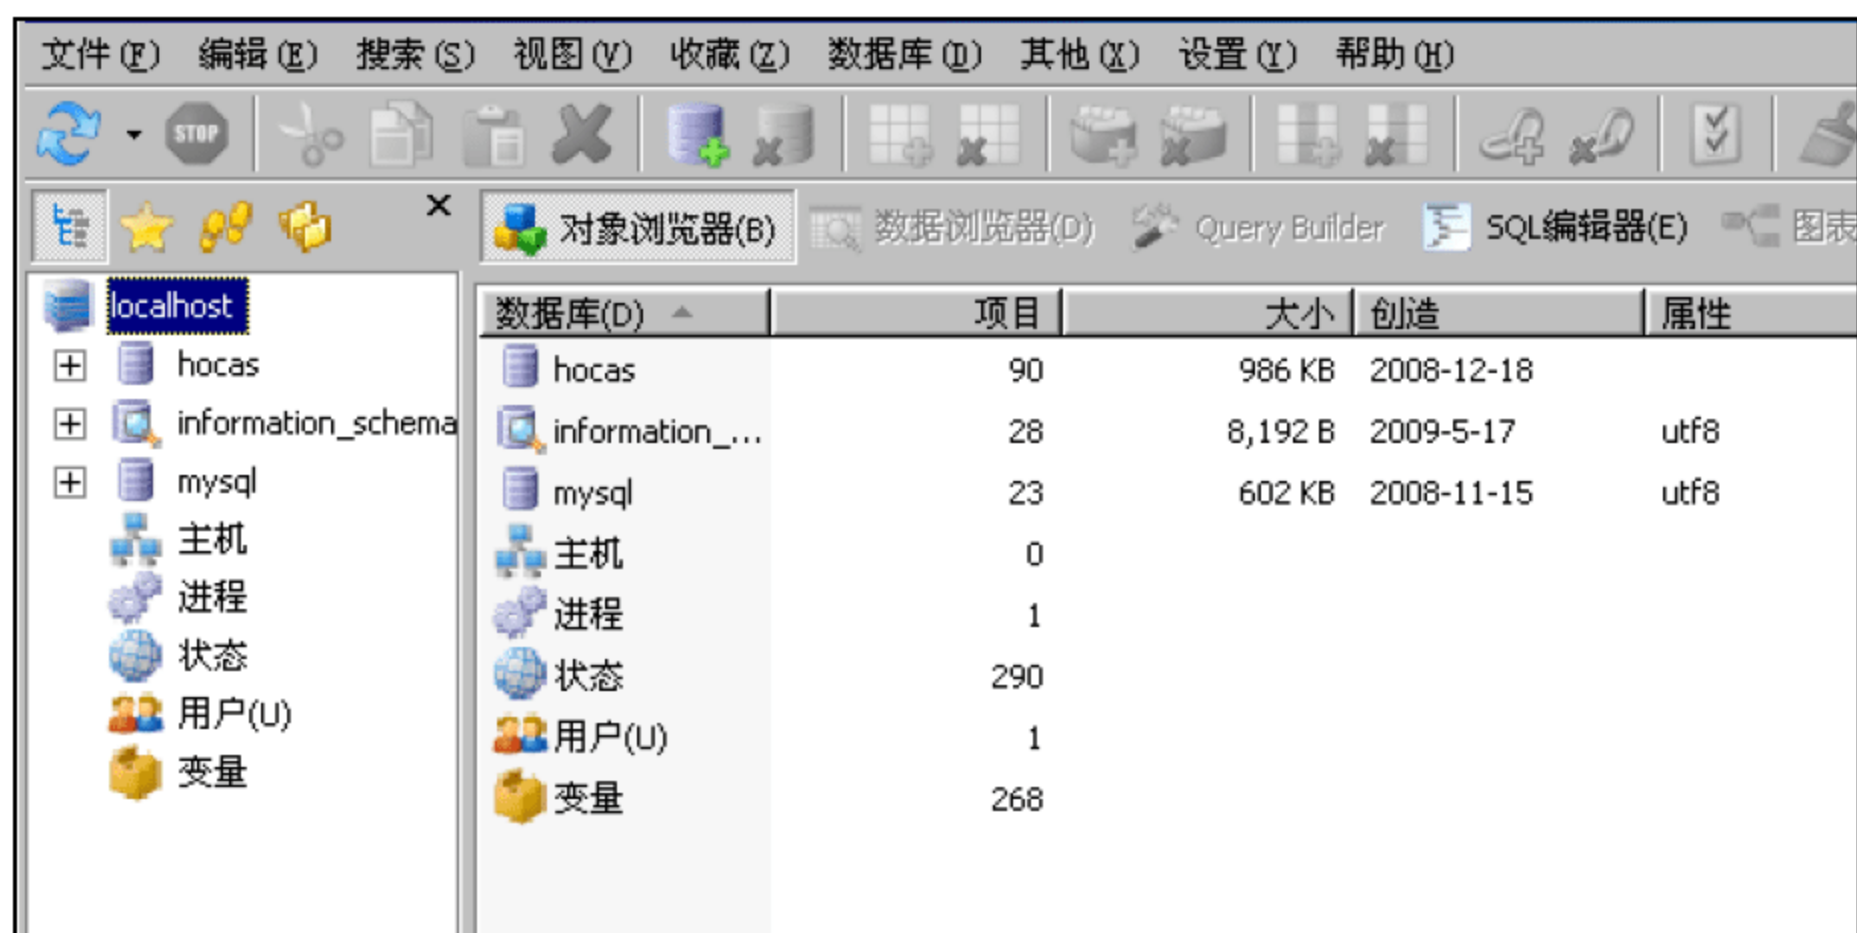 文件(F) 编辑(E) 搜索(S) 视图(V) 收藏(Z) 数据库(D) 其他(X) 设置(Y) 帮助(H)
STOP
对象浏览器(B) 数据浏览器(D) Query Builder SQL编辑器(E) 图表
localhost
hocas
information_schema
mysql
主机
进程
状态
用户(U)
变量
数据库(D) 项目 大小 创造 属性
hocas 90 986 KB 2008-12-18
information_... 28 8,192 B 2009-5-17 utf8
mysql 23 602 KB 2008-11-15 utf8
主机 0
进程 1
状态 290
用户(U) 1
变量 268